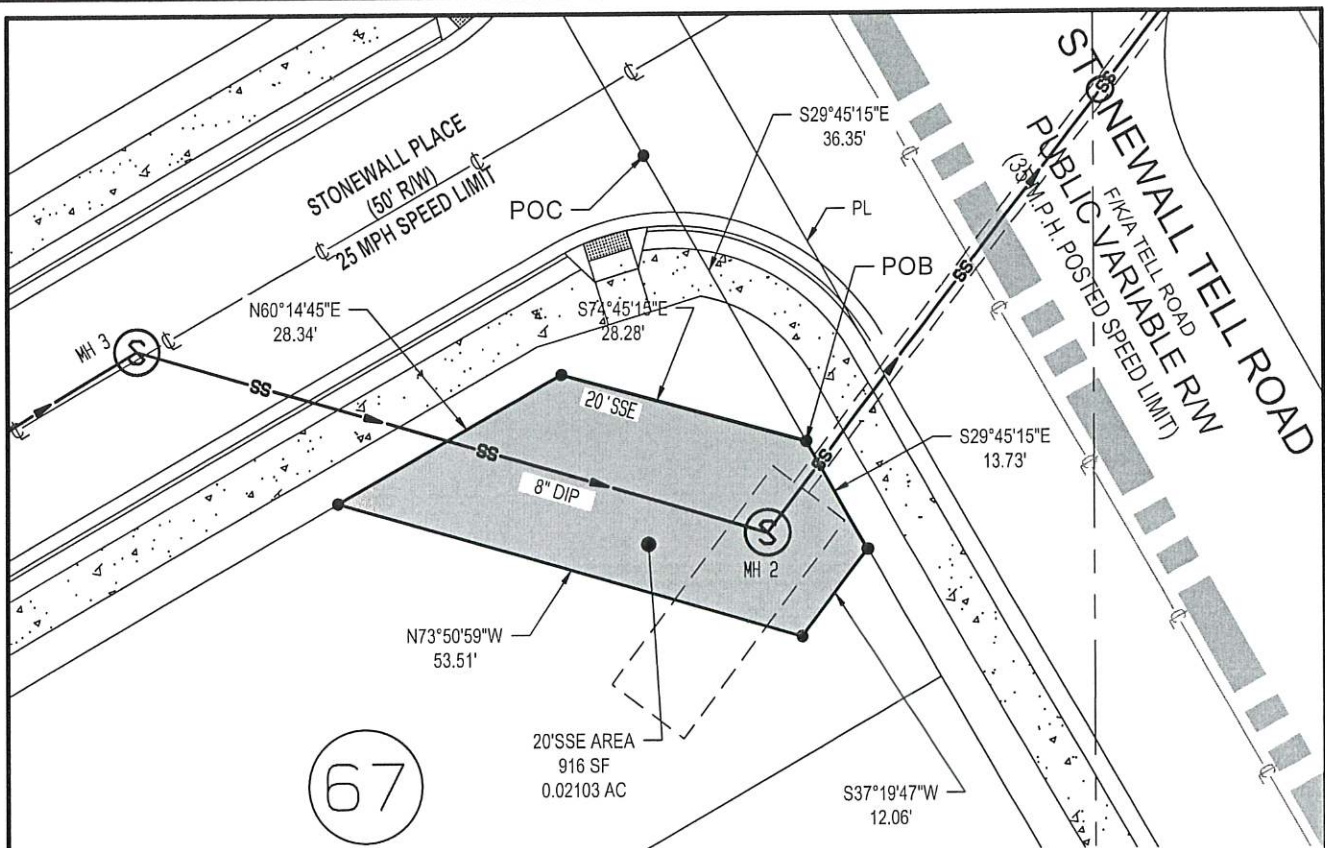 STONEWALL PLACE
(50' R/W)
25 MPH SPEED LIMIT
POC
S29°45'15"E
36.35'
PL
POB
STONEWALL TELL ROAD
F/K/A TELL ROAD
PUBLIC VARIABLE R/W
(35 M.P.H. POSTED SPEED LIMIT)
N60°14'45"E
28.34'
S74°45'15"E
28.28'
MH 3
S
SS
SS
20 'SSE
8" DIP
S
MH 2
SS
SS
SS
S29°45'15"E
13.73'
N73°50'59"W
53.51'
20'SSE AREA
916 SF
0.02103 AC
S37°19'47"W
12.06'
67